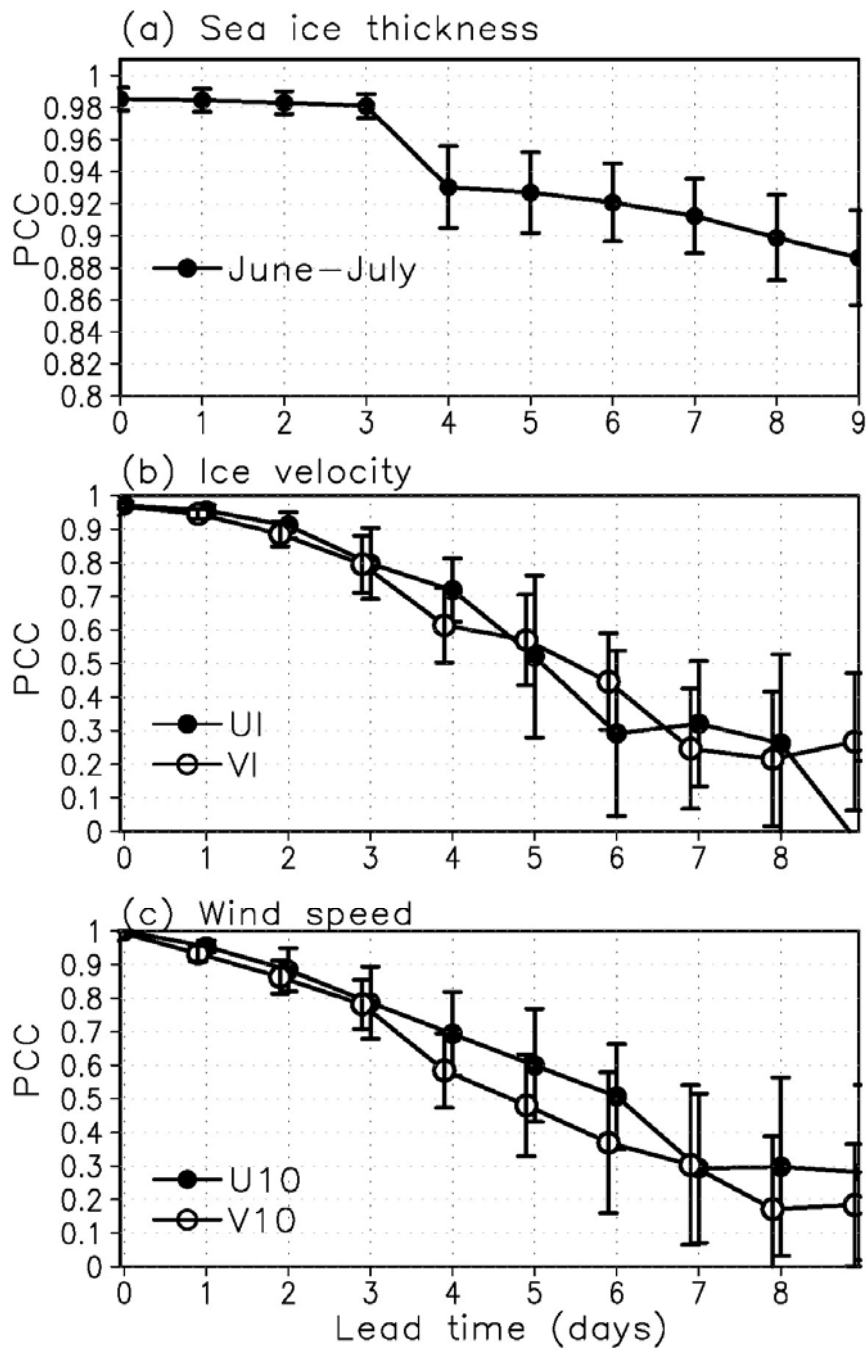 (a) Sea ice thickness
1
0.98
0.96
0.94
0.92
0.9
0.88
0.86
0.84
0.82
0.8
PCC
June-July
0 1 2 3 4 5 6 7 8 9
(b) Ice velocity
1
0.9
0.8
0.7
0.6
0.5
0.4
0.3
0.2
0.1
0
PCC
UI
VI
0 1 2 3 4 5 6 7 8
(c) Wind speed
1
0.9
0.8
0.7
0.6
0.5
0.4
0.3
0.2
0.1
0
PCC
U10
V10
0 1 2 3 4 5 6 7 8
Lead time (days)